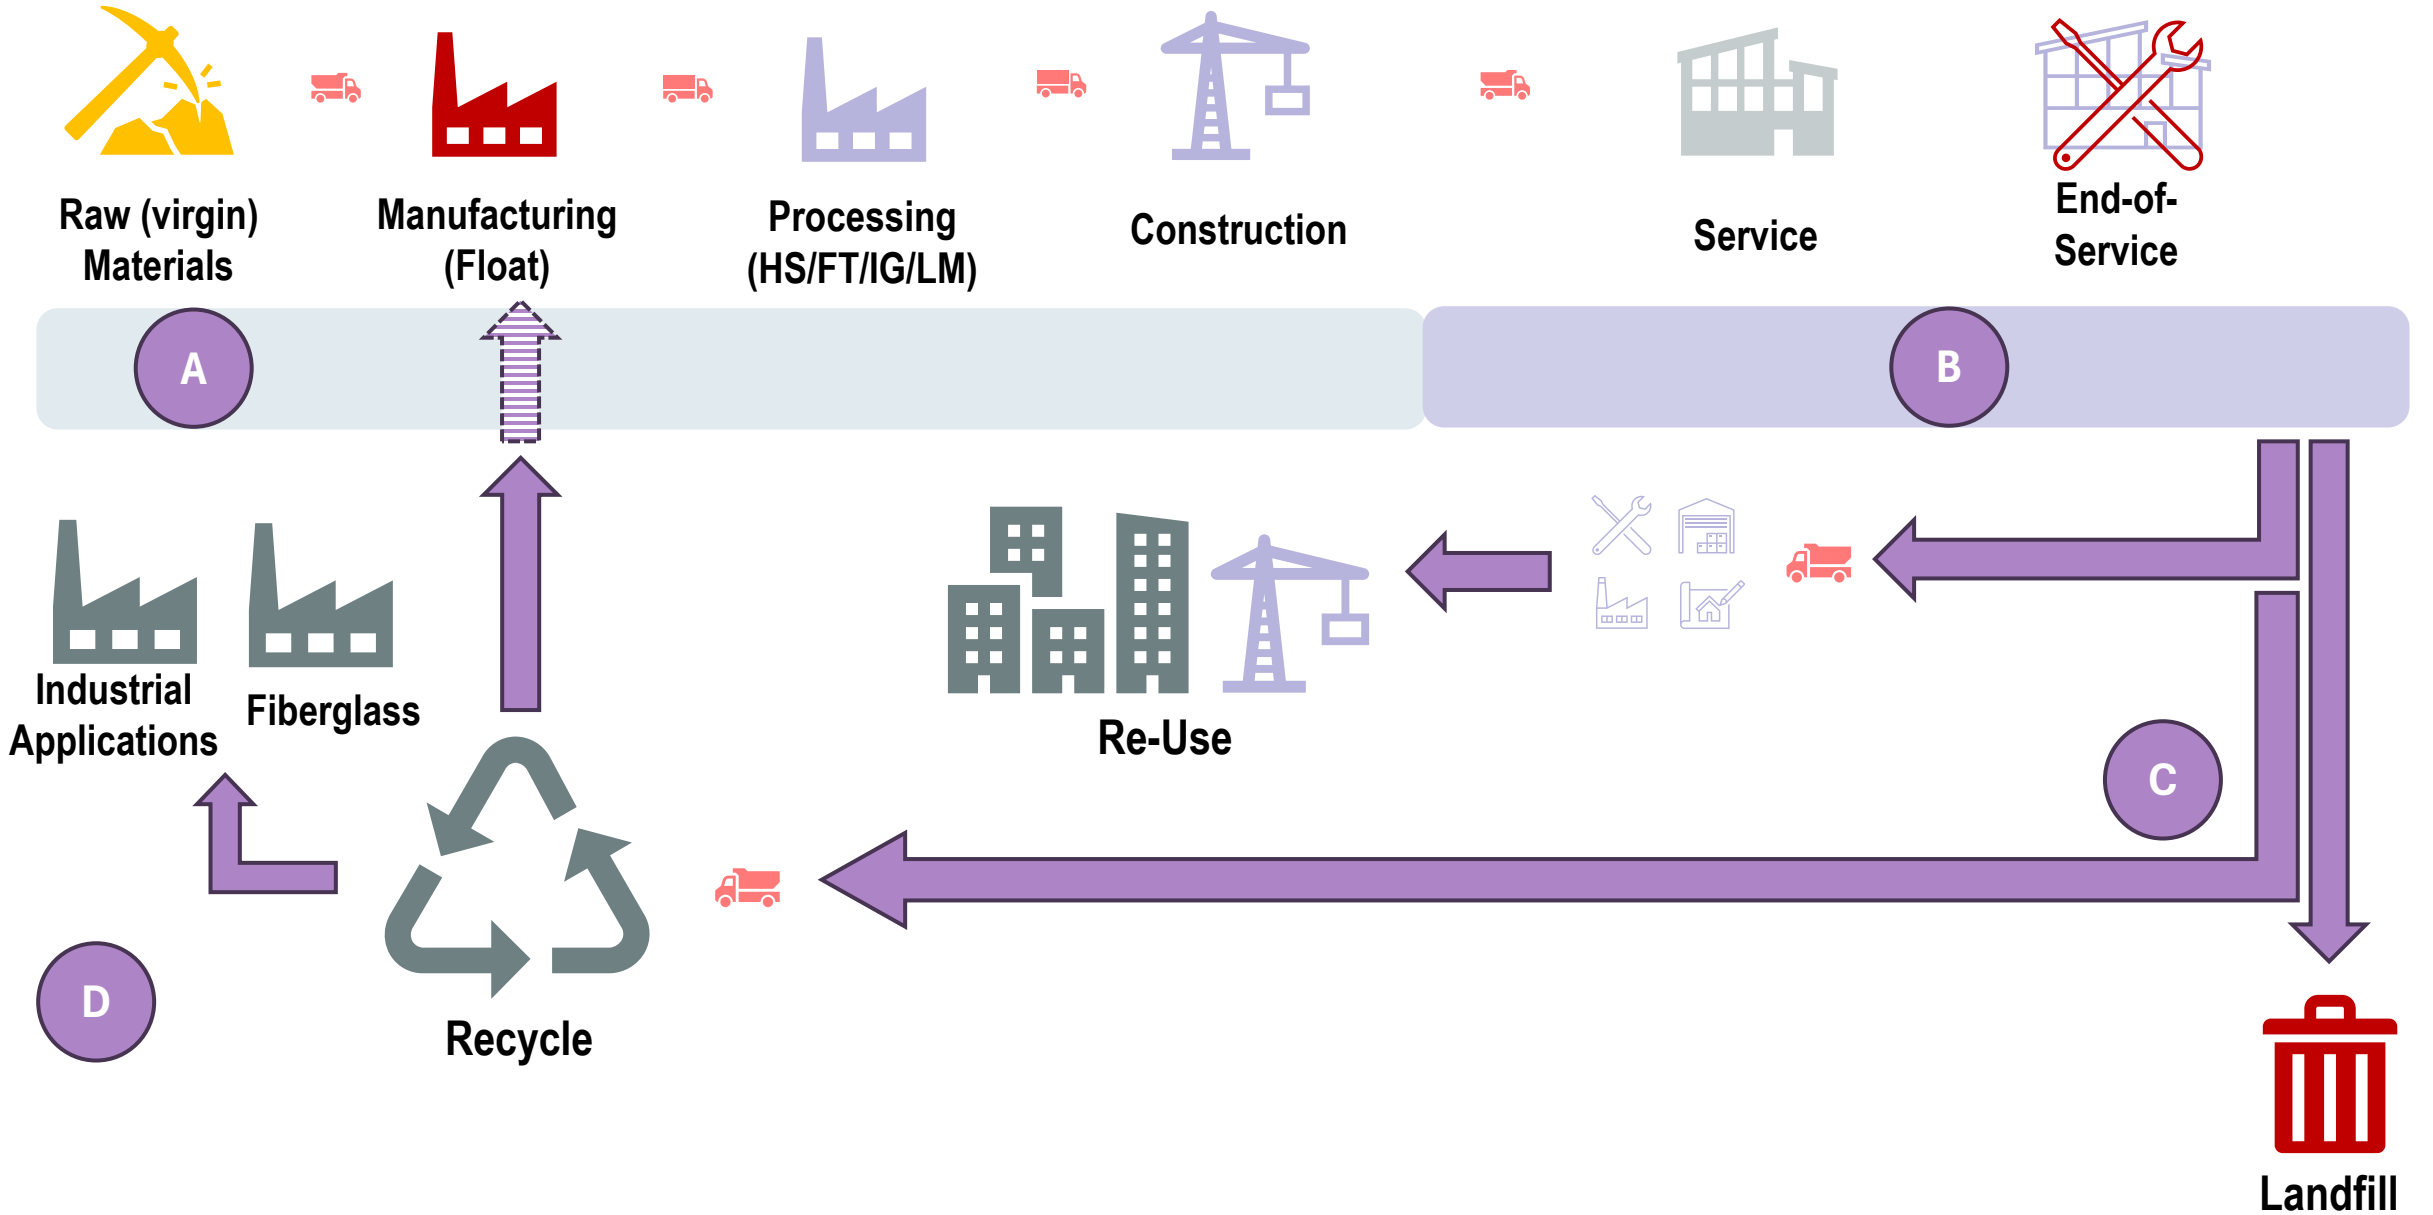 Raw (virgin)
Materials
Manufacturing
(Float)
Processing
(HS/FT/IG/LM)
Construction
Service
End-of-
Service
A
B
Industrial
Applications
Fiberglass
Re-Use
C
D
Recycle
Landfill